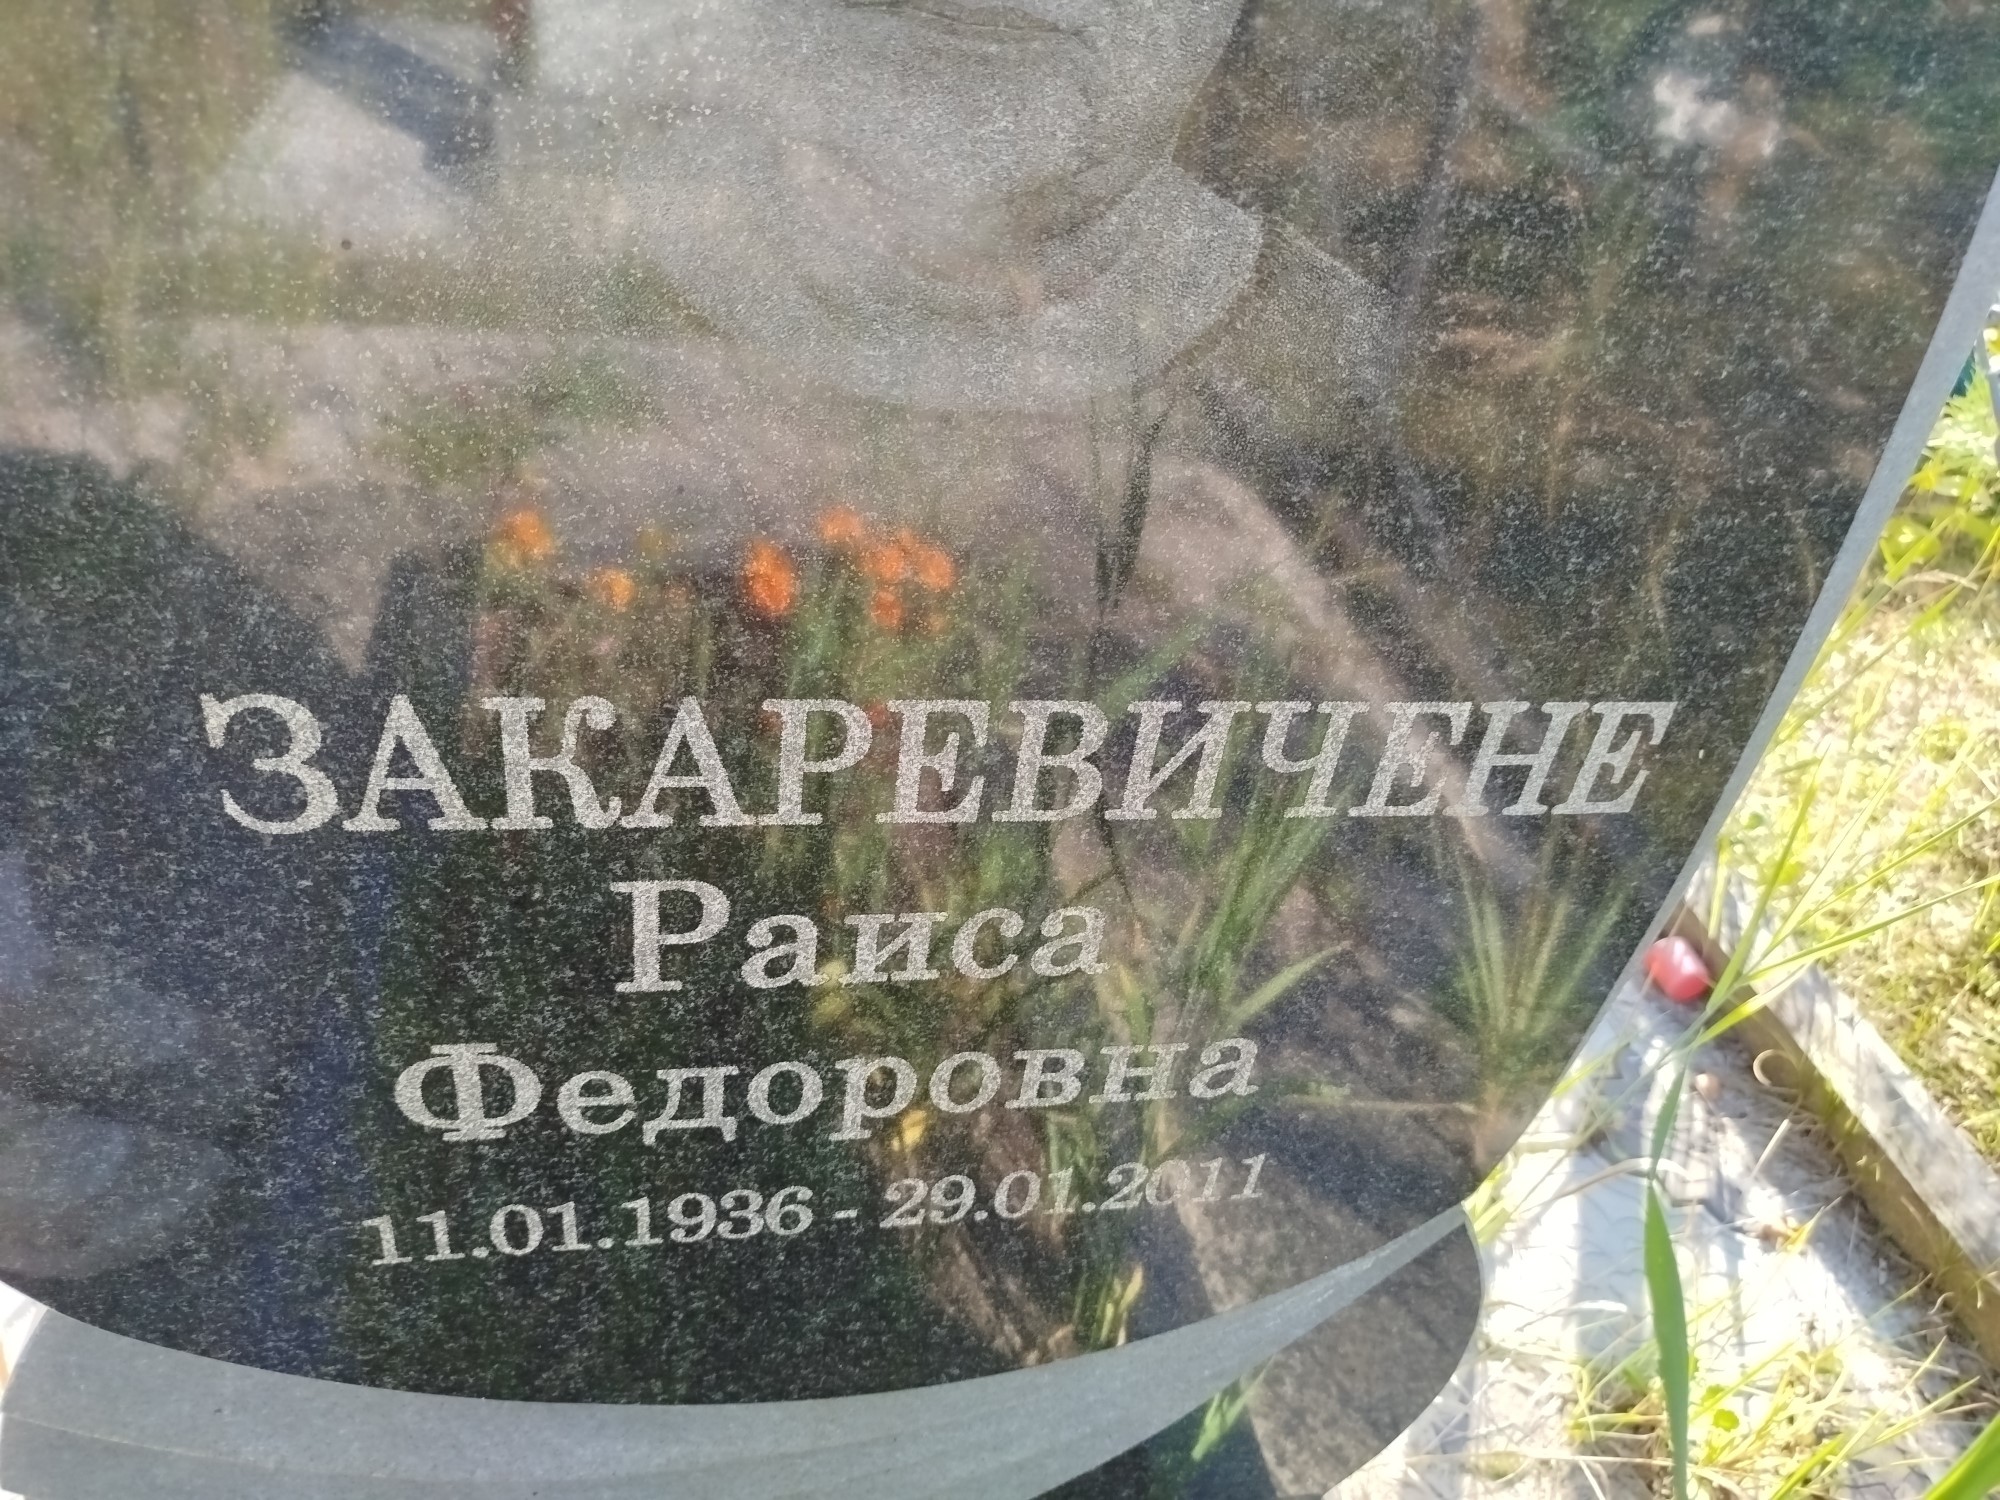 ЗАКАРЕВИЧЕНЕ
Раиса
Федоровна
11.01.1936 - 29.01.2011